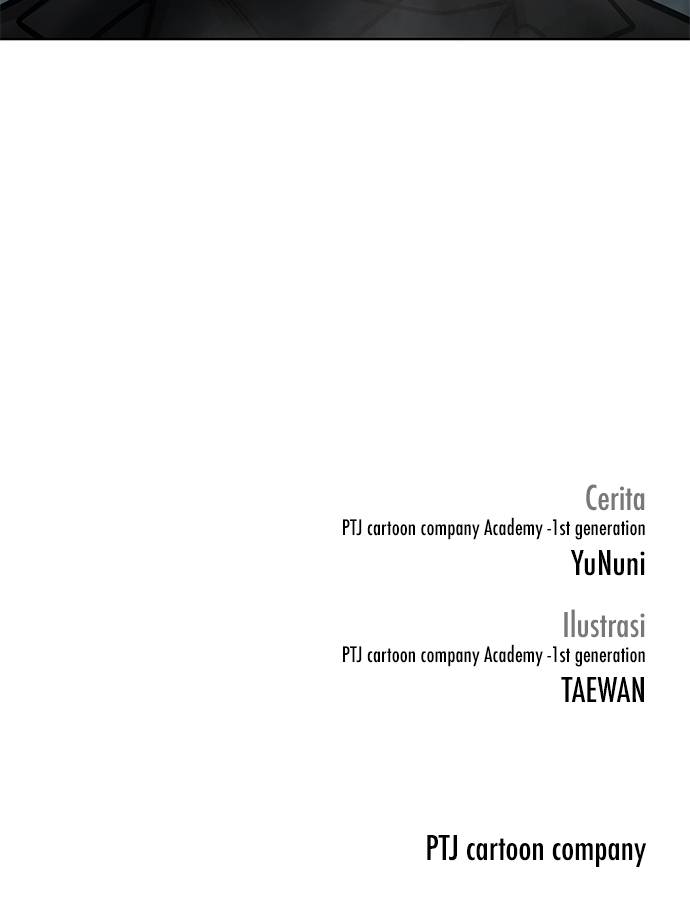 Cerita
PTJ cartoon company Academy -1st generation
YuNuni
Ilustrasi
PTJ cartoon company Academy -1st generation
TAEWAN
PTJ cartoon company